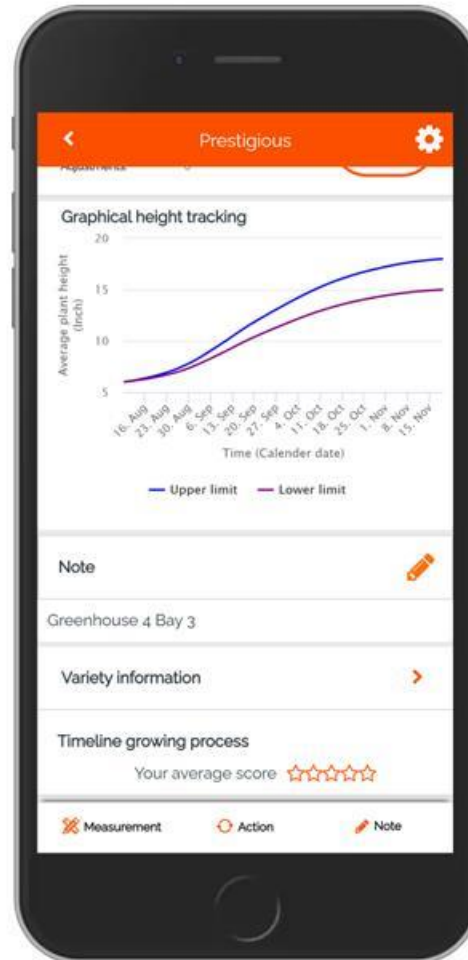 Prestigious
Adjustments
Graphical height tracking
20
15
10
5
Average plant height
(Inch)
16. Aug
23. Aug
30. Aug
6. Sep
13. Sep
20. Sep
27. Sep
4. Oct
11. Oct
18. Oct
25. Oct
1. Nov
8. Nov
15. Nov
Time (Calender date)
Upper limit
Lower limit
Note
Greenhouse 4 Bay 3
Variety information
Timeline growing process
Your average score
Measurement
Action
Note